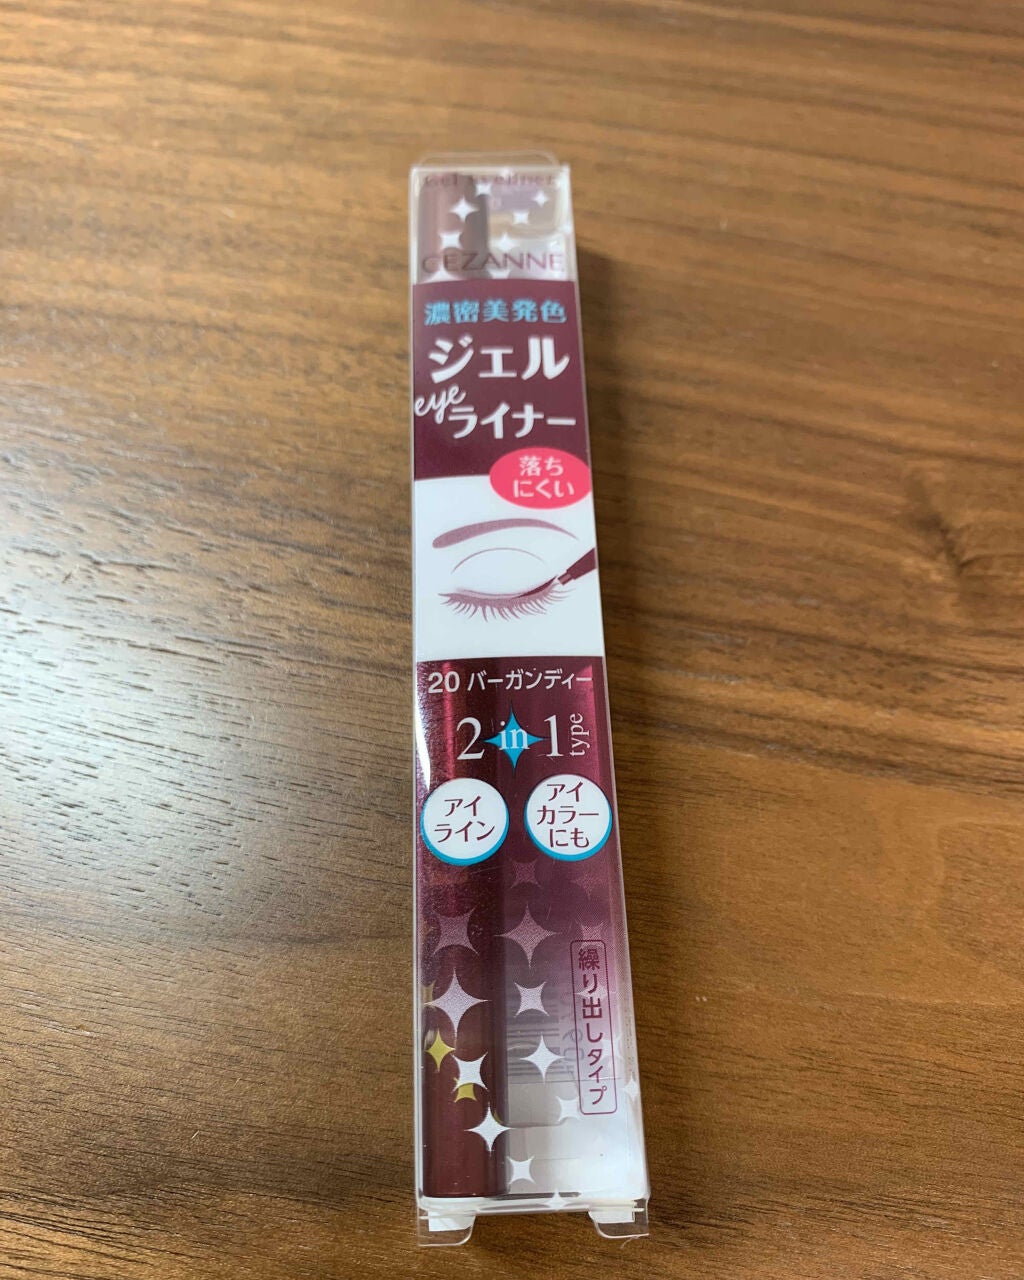 Gel eyeliner
CEZANNE
濃密美発色
ジェル
eye
ライナー
落ち
にくい
20 バーガンディー
2 in 1 type
アイ
ライン
アイ
カラー
にも
繰り出しタイプ